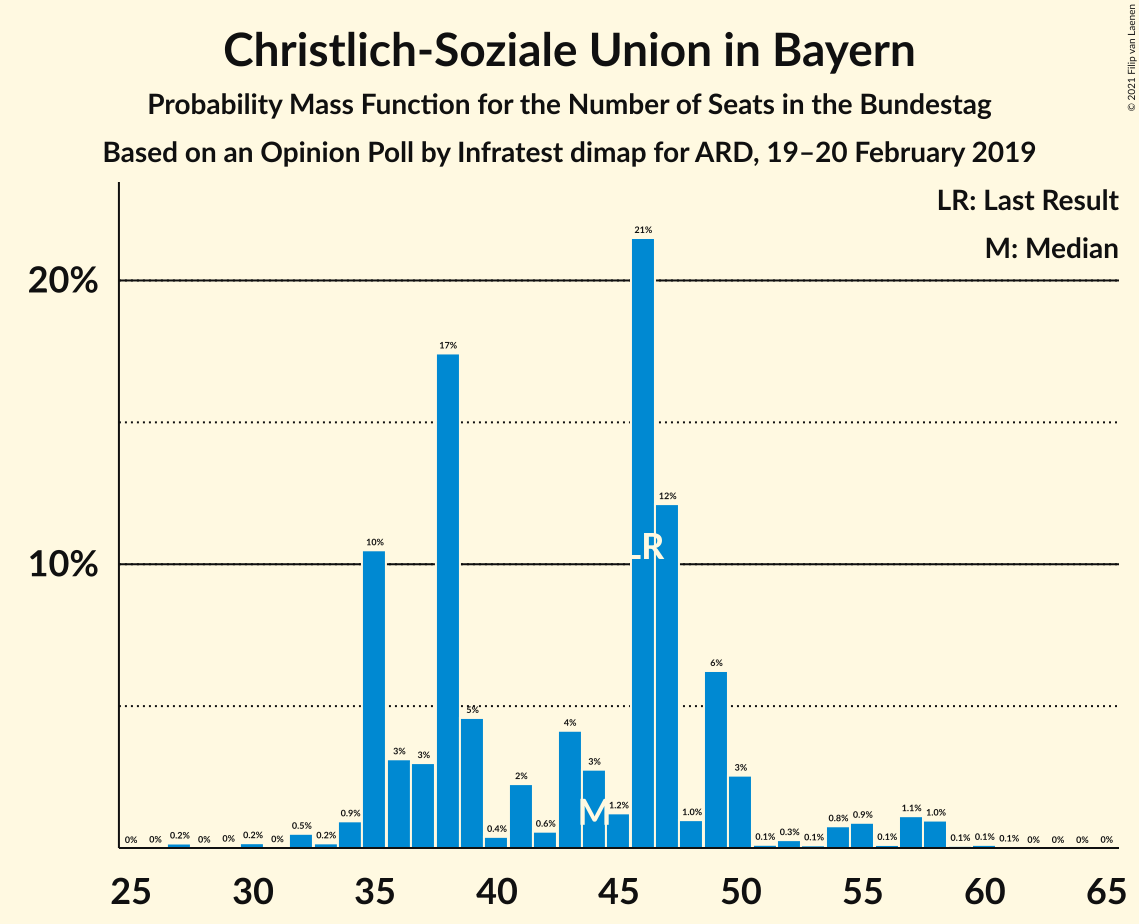 Christlich-Soziale Union in Bayern
Probability Mass Function for the Number of Seats in the Bundestag
Based on an Opinion Poll by Infratest dimap for ARD, 19–20 February 2019
© 2021 Filip van Laenen
LR: Last Result
M: Median
20%
10%
0% 0% 0.2% 0% 0% 0.2% 0% 0.5% 0.2% 0.9% 10% 3% 3% 17% 5% 0.4% 2% 0.6% 4% 3% 1.2% 21% 12% 1.0% 6% 3% 0.1% 0.3% 0.1% 0.8% 0.9% 0.1% 1.1% 1.0% 0.1% 0.1% 0.1% 0% 0% 0% 0%
LR
M
25 30 35 40 45 50 55 60 65